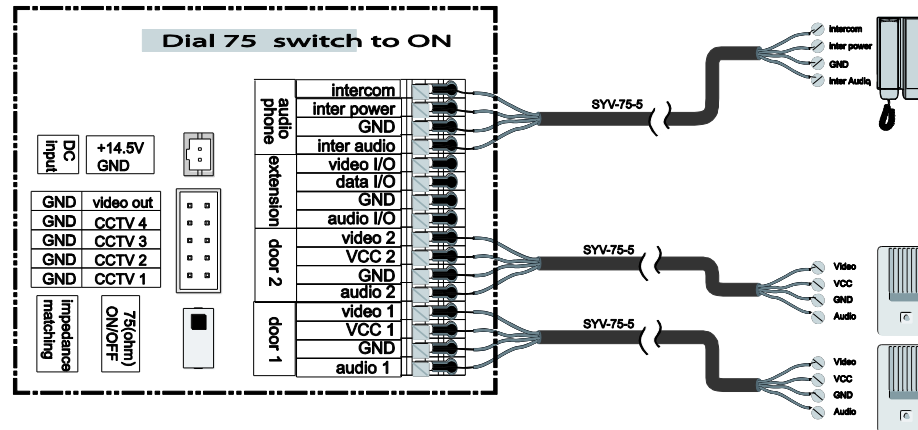 Dial 75 switch to ON
audio phone
intercom
inter power
GND
inter audio
extension
video I/O
data I/O
GND
audio I/O
door 2
video 2
VCC 2
GND
audio 2
door 1
video 1
VCC 1
GND
audio 1
DC input
+14.5V
GND
GND video out
GND CCTV 4
GND CCTV 3
GND CCTV 2
GND CCTV 1
impedance matching
75(ohm)
ON/OFF
SYV-75-5
intercom
inter power
GND
inter Audio
SYV-75-5
Video
VCC
GND
Audio
SYV-75-5
Video
VCC
GND
Audio